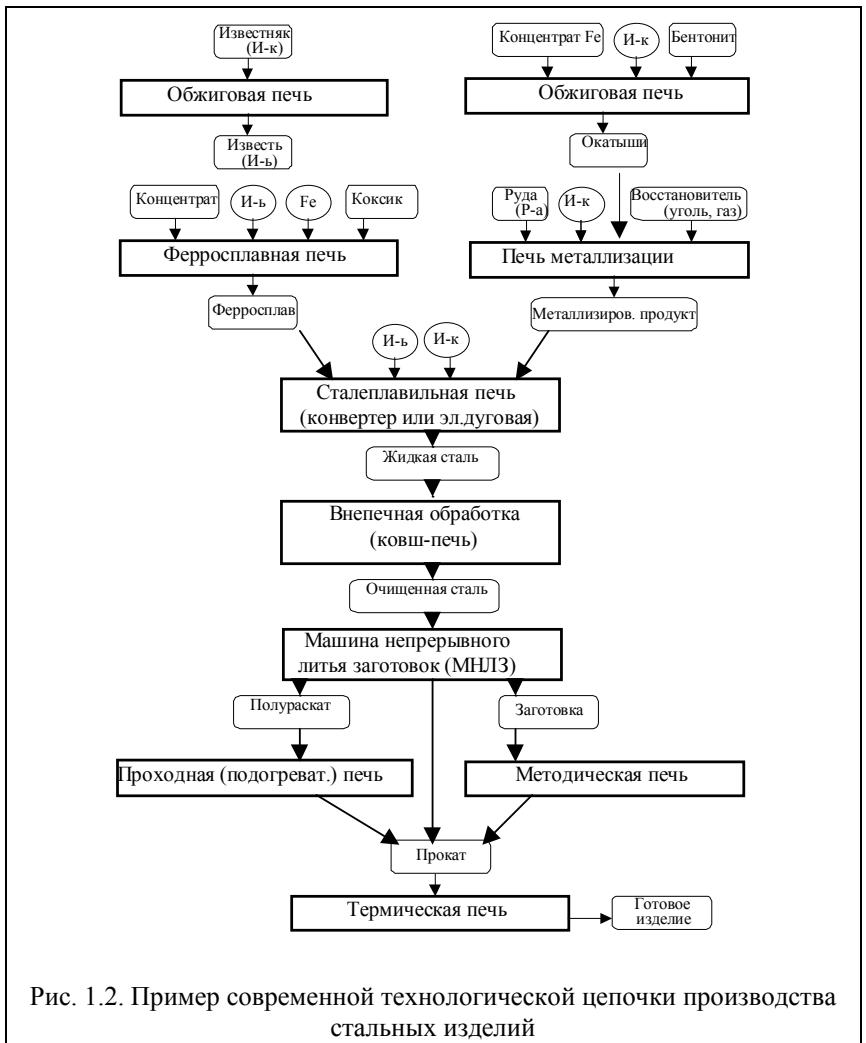 Известняк
(И-к)
Концентрат Fe
И-к
Бентонит
Обжиговая печь
Обжиговая печь
Известь
(И-ь)
Окатыши
Концентрат
И-ь
Fe
Коксик
Руда
(Р-а)
И-к
Восстановитель
(уголь, газ)
Ферросплавная печь
Печь металлизации
Ферросплав
Металлизиров. продукт
И-ь
И-к
Сталеплавильная печь
(конвертер или эл.дуговая)
Жидкая сталь
Внепечная обработка
(ковш-печь)
Очищенная сталь
Машина непрерывного
литья заготовок (МНЛЗ)
Полураскат
Заготовка
Проходная (подогреват.) печь
Методическая печь
Прокат
Термическая печь
Готовое
изделие
Рис. 1.2. Пример современной технологической цепочки производства
стальных изделий